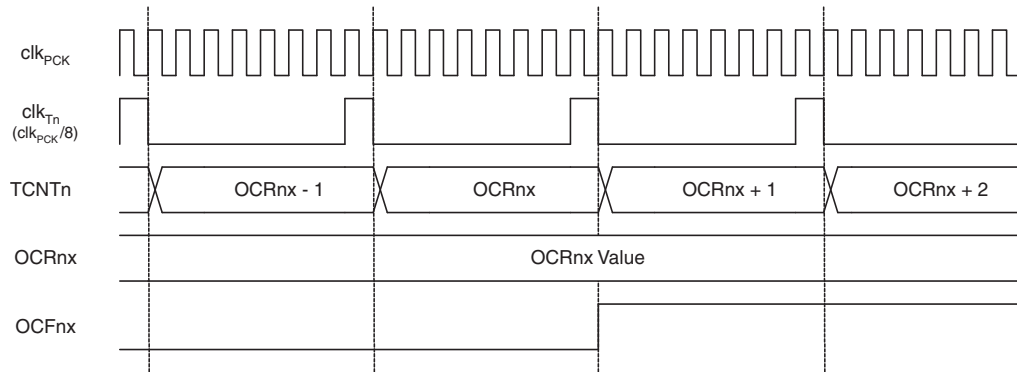 clkPCK
clkTn
(clkPCK/8)
TCNTn
OCRnx - 1
OCRnx
OCRnx + 1
OCRnx + 2
OCRnx
OCRnx Value
OCFnx